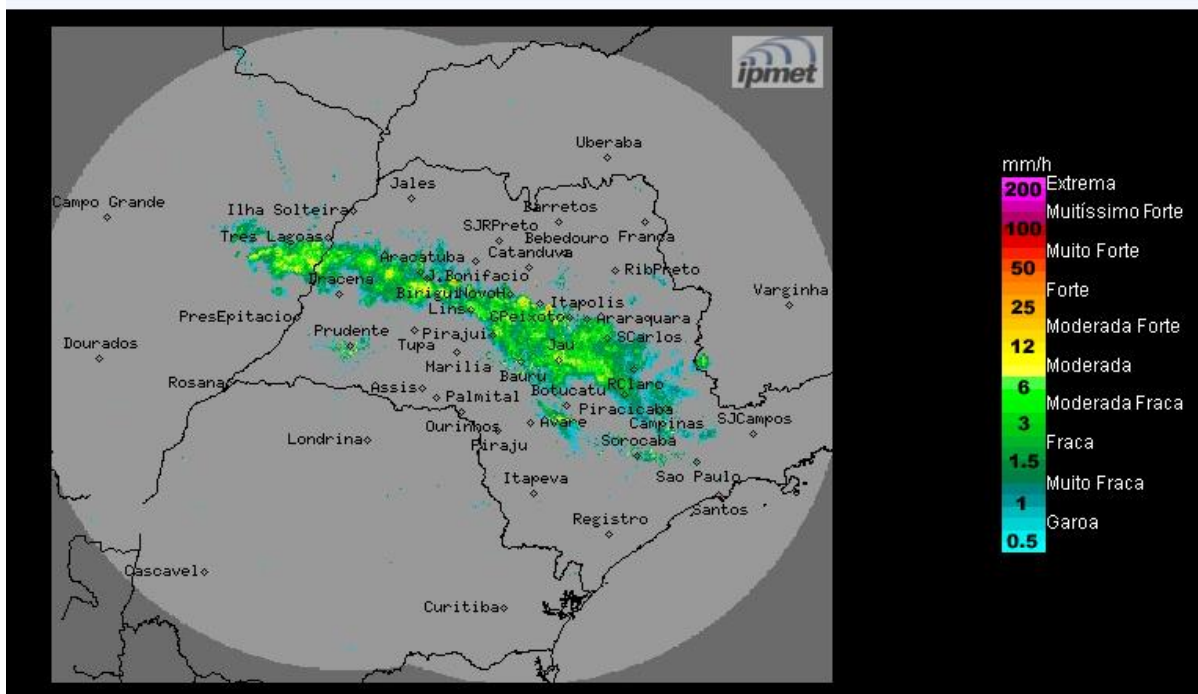 ipmet
Uberaba
Jales
Campo Grande
Ilha Solteira
Barretos
SJRPreto
Bebedouro
Franca
Tres Lagoas
Catanduva
Aracatuba
J.Bonifacio
RibPreto
Dracena
Birigui
NovoH
Itapolis
Varginha
Lins
GPeixoto
Araraquara
PresEpitacio
Prudente
Pirajui
SCarlos
Dourados
Tupa
Jau
Marilia
Bauru
Rosana
Assis
Botucatu
RClaro
Palmital
Piracicaba
Ourinhos
Avare
Campinas
SJCampos
Londrina
Piraju
Sorocaba
Itapeva
Sao Paulo
Santos
Registro
Cascavel
Curitiba
mm/h
200 Extrema
Muitíssimo Forte
100
Muito Forte
50
Forte
25
Moderada Forte
12
Moderada
6
Moderada Fraca
3
Fraca
1.5
Muito Fraca
1
Garoa
0.5